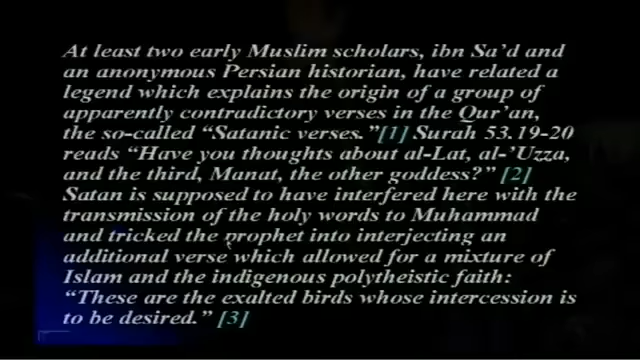 At least two early Muslim scholars, ibn Sa'd and
an anonymous Persian historian, have related a
legend which explains the origin of a group of
apparently contradictory verses in the Qur'an,
the so-called “Satanic verses.”[1] Surah 53.19-20
reads “Have you thoughts about al-Lat, al-'Uzza,
and the third, Manat, the other goddess?” [2]
Satan is supposed to have interfered here with the
transmission of the holy words to Muhammad
and tricked the prophet into interjecting an
additional verse which allowed for a mixture of
Islam and the indigenous polytheistic faith:
“These are the exalted birds whose intercession is
to be desired.” [3]